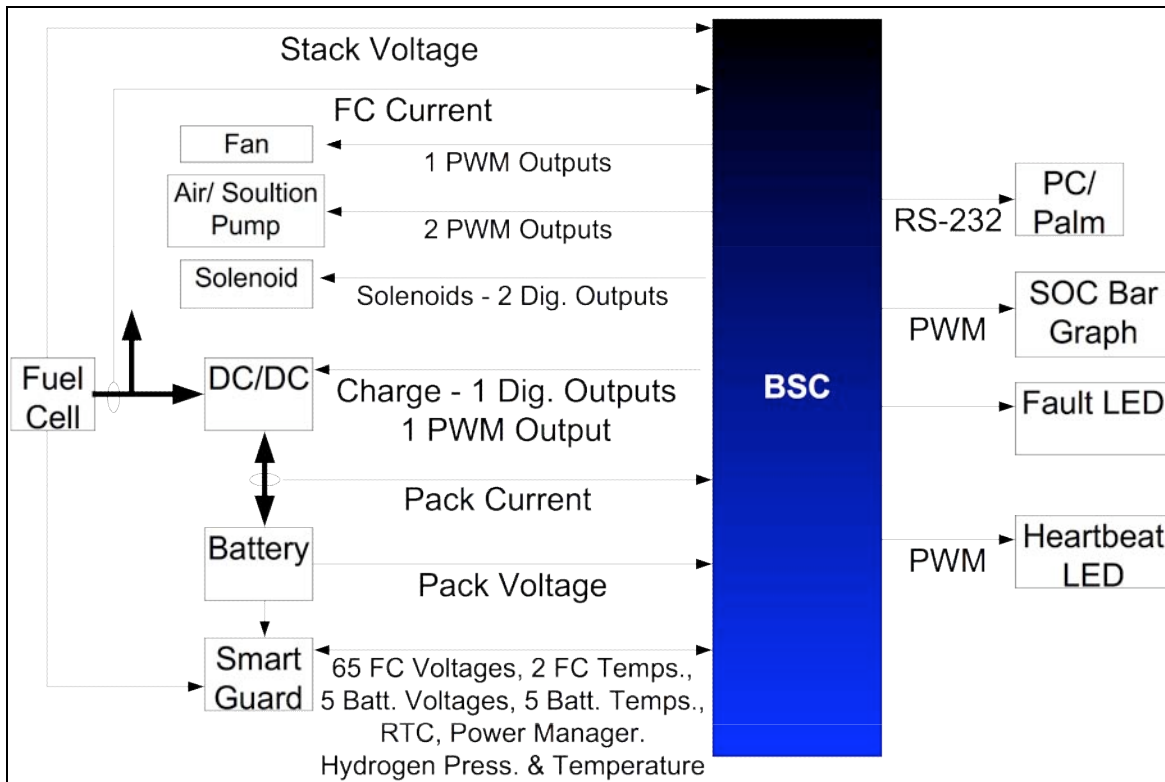 Stack Voltage
FC Current
Fan
1 PWM Outputs
Air/ Soultion
Pump
2 PWM Outputs
Solenoid
Solenoids - 2 Dig. Outputs
Fuel
Cell
DC/DC
Charge - 1 Dig. Outputs
1 PWM Output
Pack Current
Battery
Pack Voltage
Smart
Guard
65 FC Voltages, 2 FC Temps.,
5 Batt. Voltages, 5 Batt. Temps.,
RTC, Power Manager.
Hydrogen Press. & Temperature
BSC
RS-232
PC/
Palm
PWM
SOC Bar
Graph
Fault LED
PWM
Heartbeat
LED